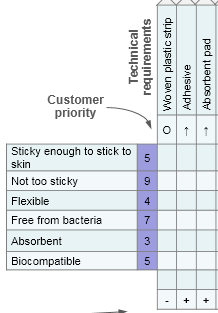 Technical
requirements
Woven plastic strip
Adhesive
Absorbent pad
Customer
priority
O ↑ ↑
Sticky enough to stick to
skin 5
Not too sticky 9
Flexible 4
Free from bacteria 7
Absorbent 3
Biocompatible 5
- + +